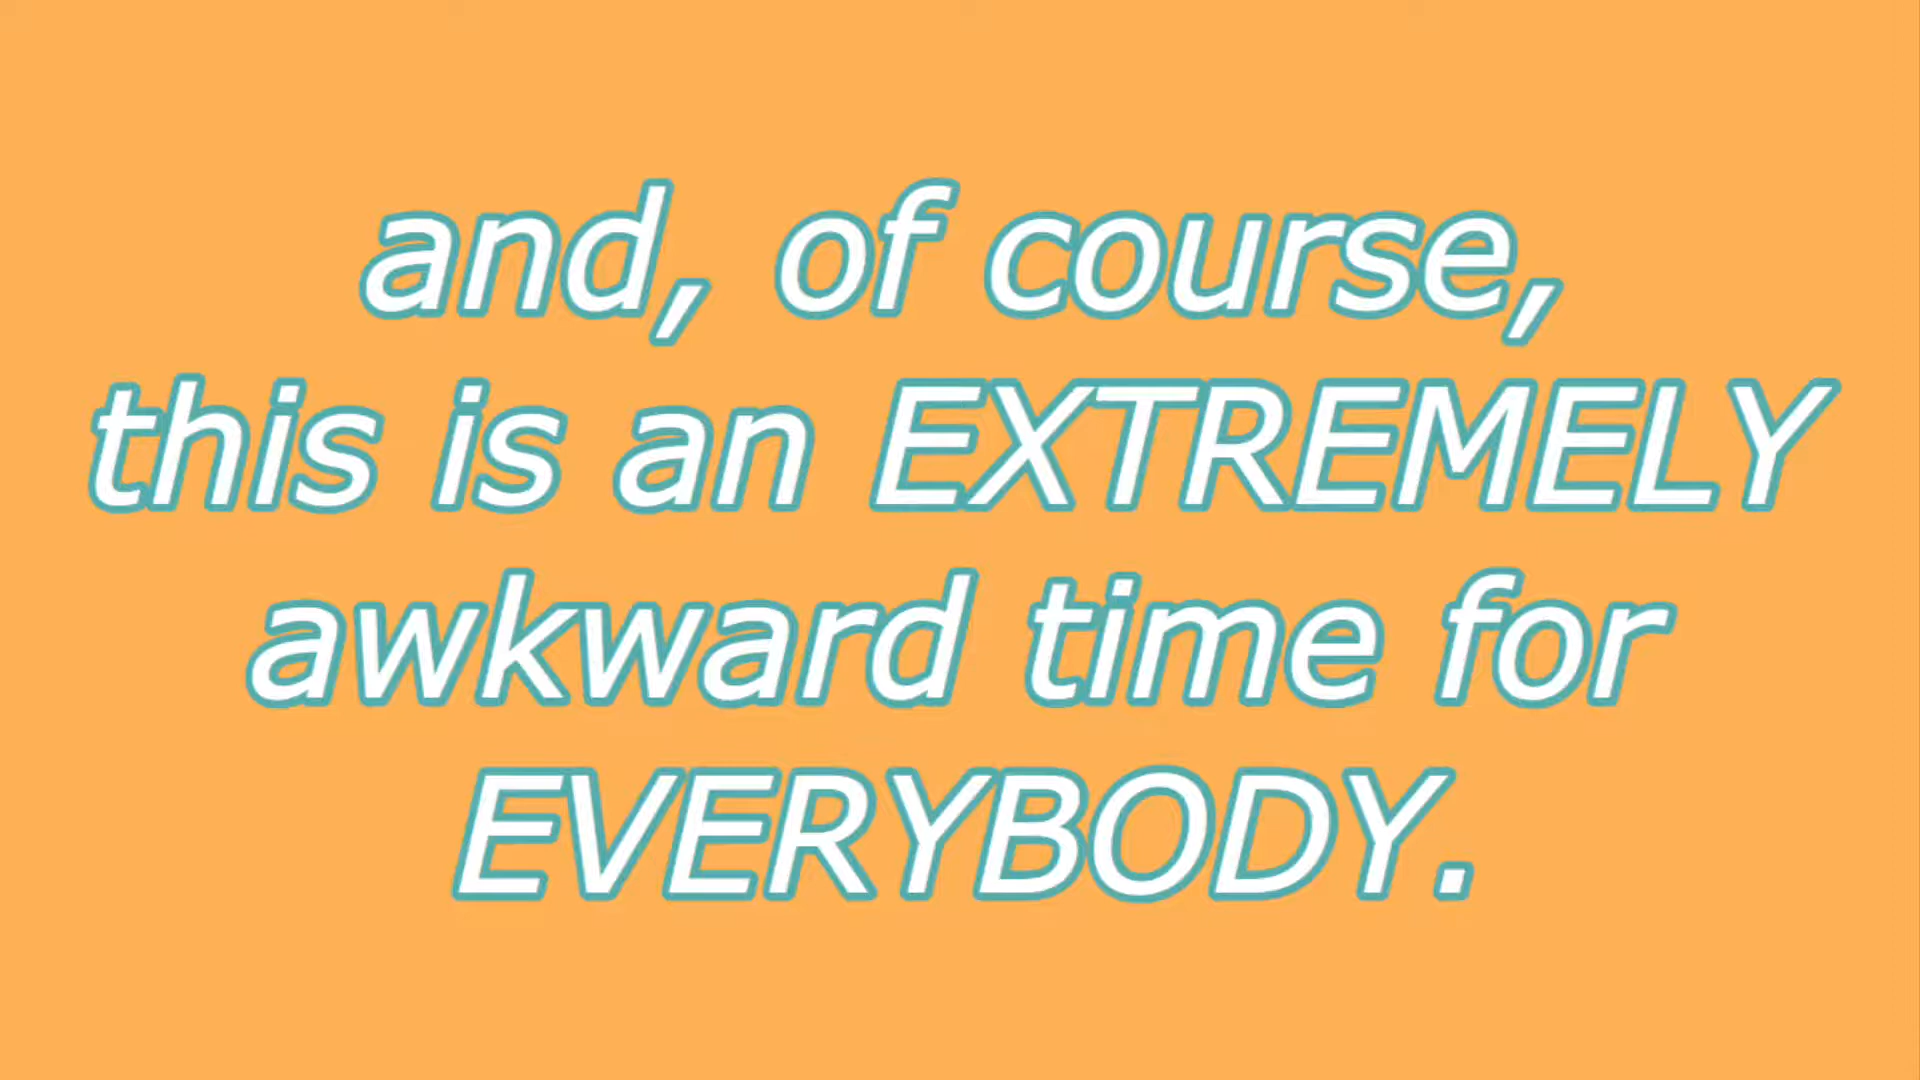 and, of course,
this is an EXTREMELY
awkward time for
EVERYBODY.